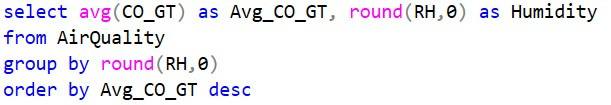 select avg(CO_GT) as Avg_CO_GT, round(RH,0) as Humidity
from AirQuality
group by round(RH,0)
order by Avg_CO_GT desc